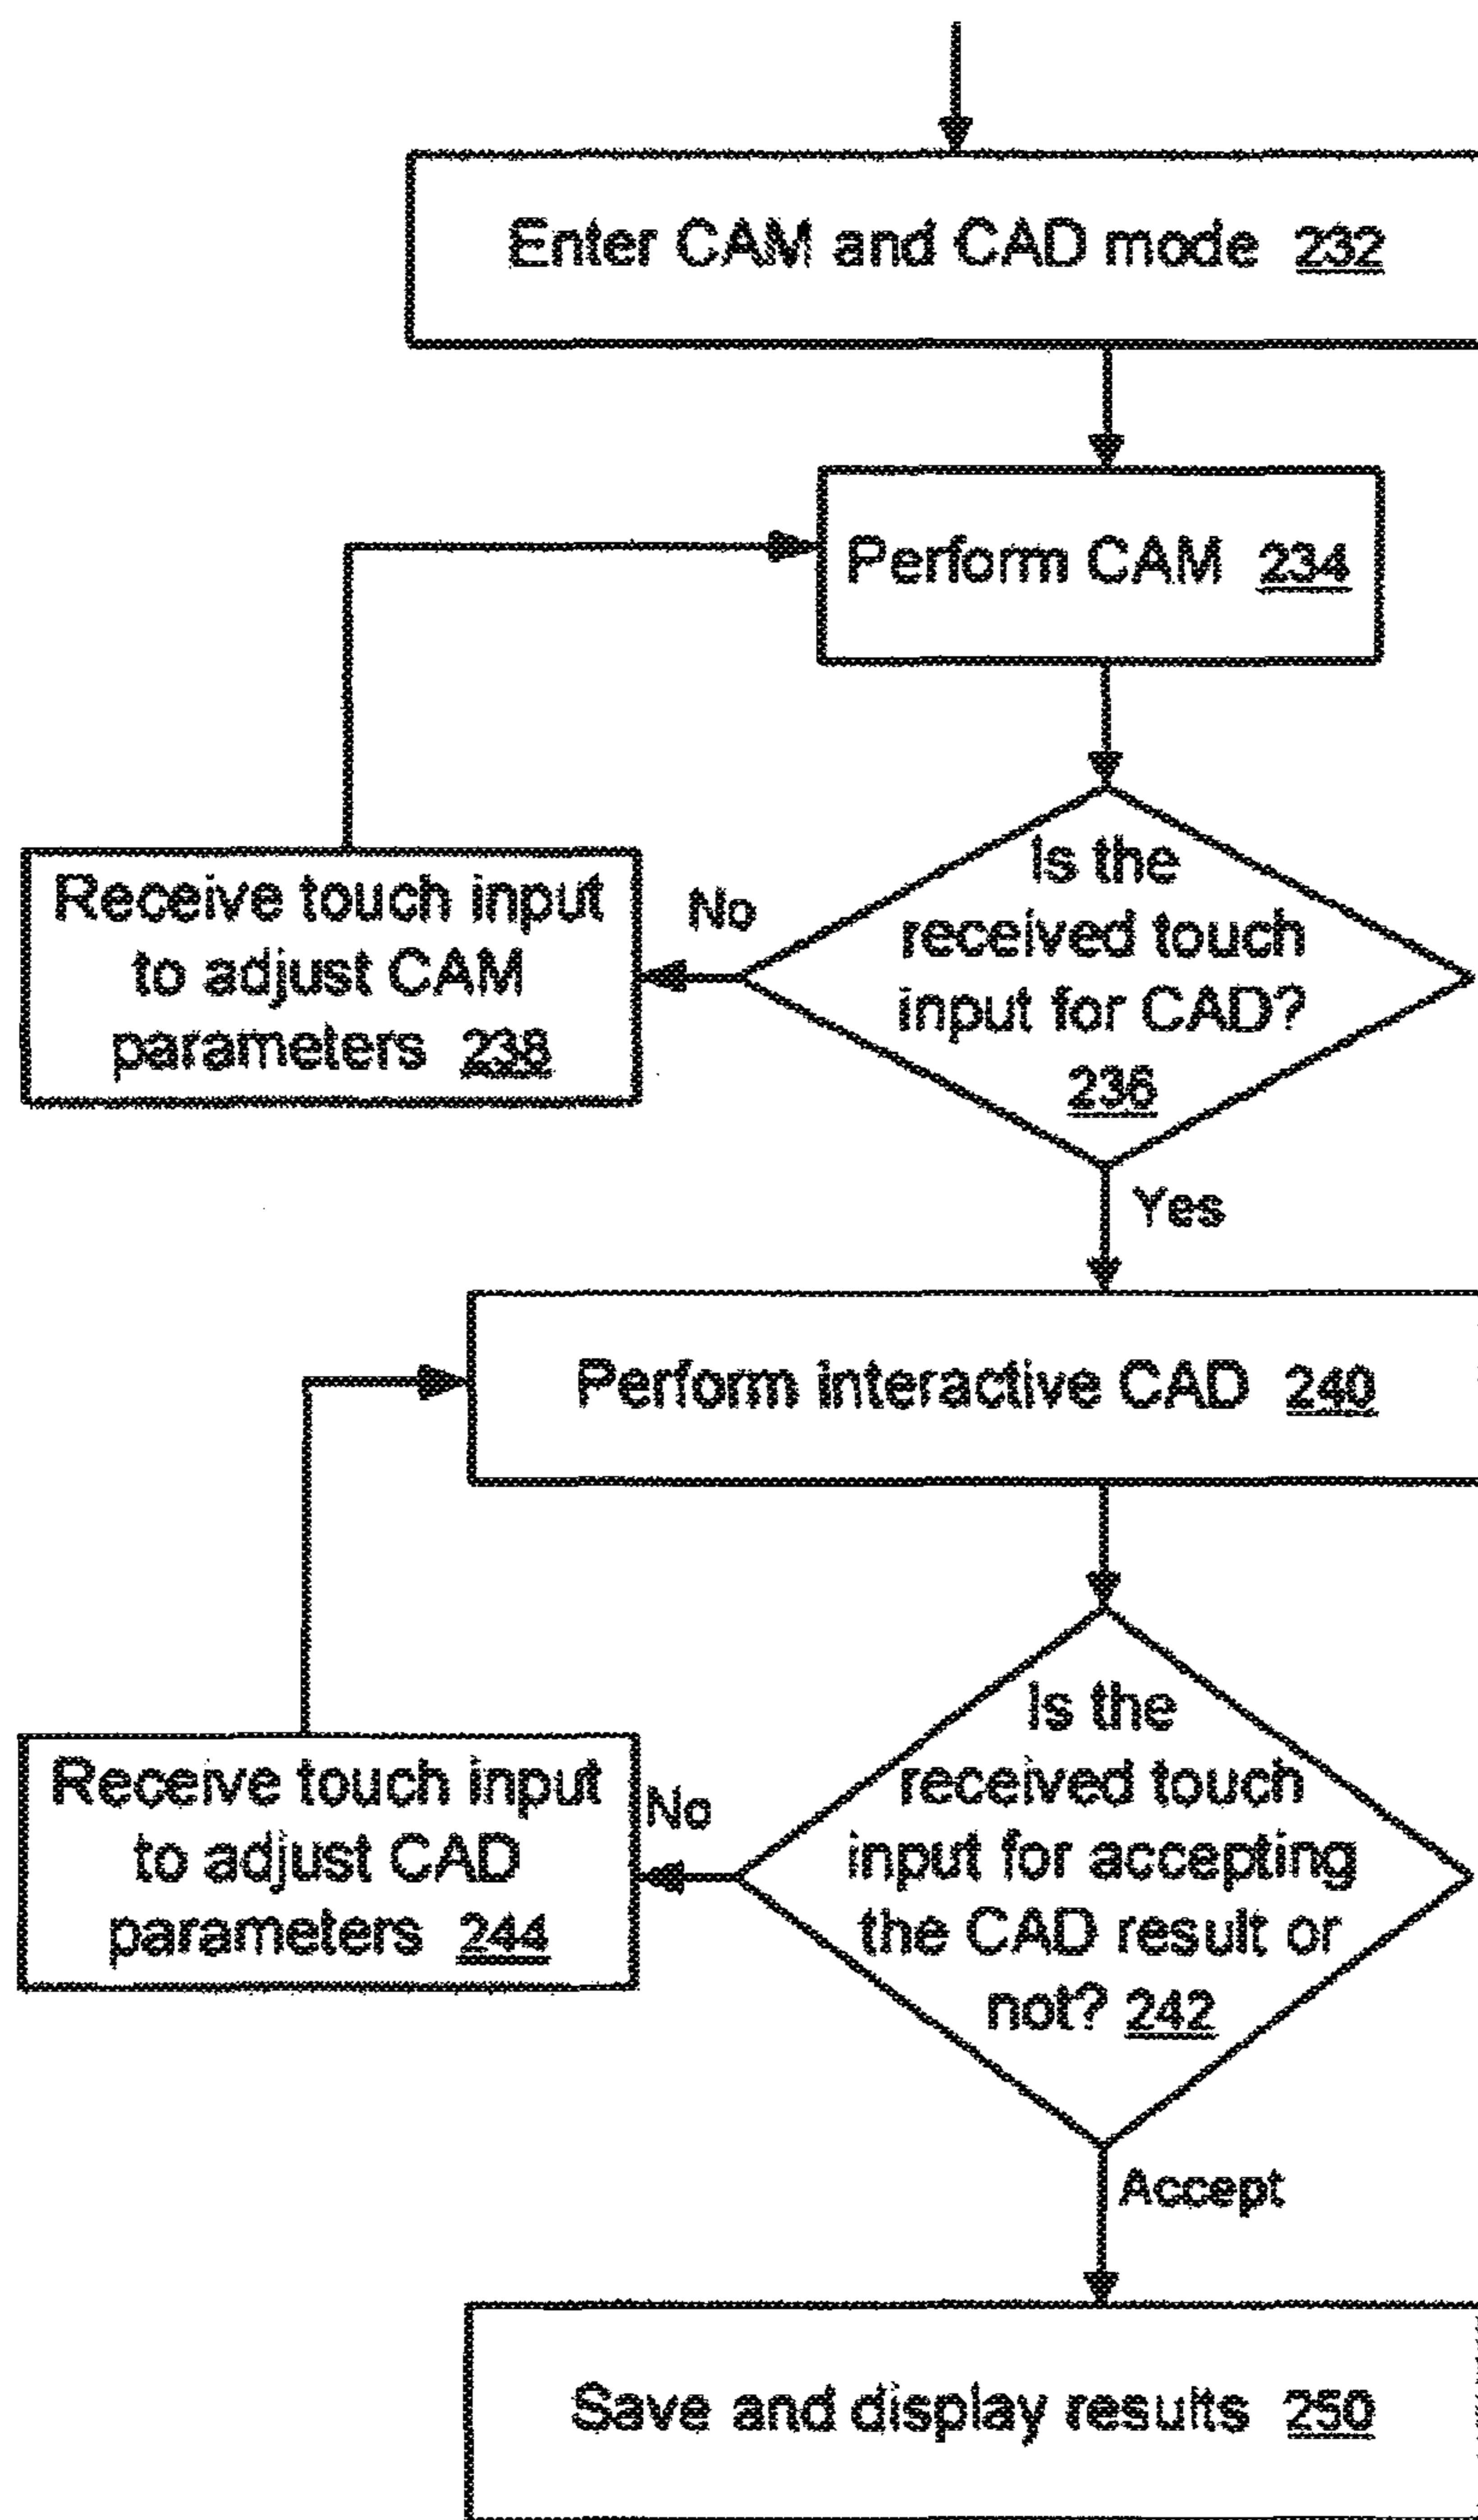 Enter CAM and CAD mode 232
Perform CAM 234
Is the
received touch
input for CAD?
236
No
Receive touch input
to adjust CAM
parameters 238
Yes
Perform interactive CAD 240
Is the
received touch
input for accepting
the CAD result or
not? 242
No
Receive touch input
to adjust CAD
parameters 244
Accept
Save and display results 250